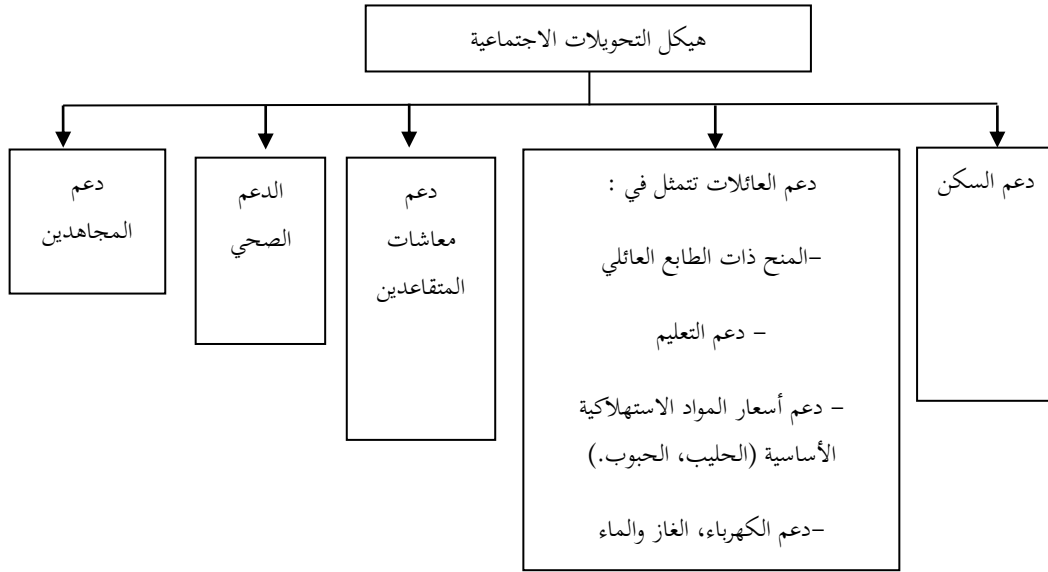 هيكل التحويلات الاجتماعية
دعم السكن
دعم العائلات تتمثل في :
-المنح ذات الطابع العائلي
- دعم التعليم
- دعم أسعار المواد الاستهلاكية
الأساسية (الحليب، الحبوب.)
-دعم الكهرباء، الغاز والماء
دعم
معاشات
المتقاعدين
الدعم
الصحي
دعم
المجاهدين